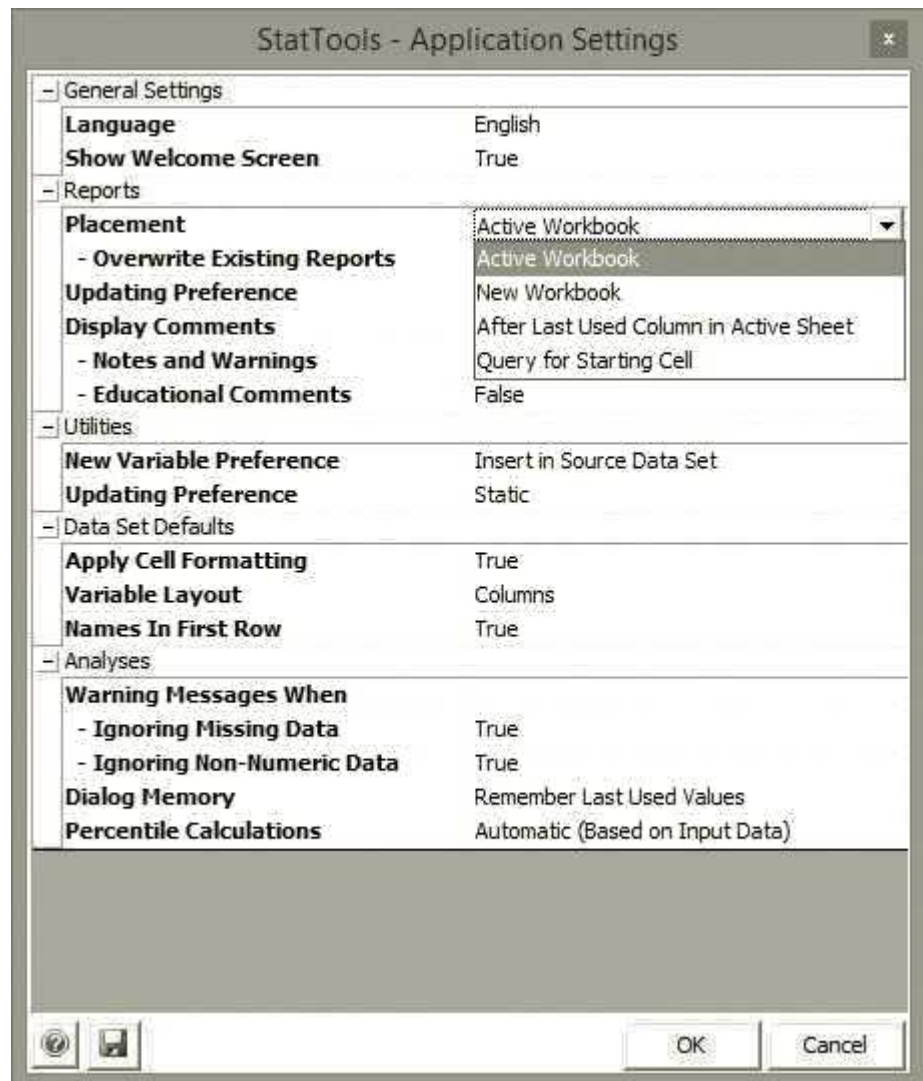 StatTools - Application Settings
General Settings
Language English
Show Welcome Screen True
Reports
Placement Active Workbook
- Overwrite Existing Reports Active Workbook
Updating Preference New Workbook
Display Comments After Last Used Column in Active Sheet
- Notes and Warnings Query for Starting Cell
- Educational Comments False
Utilities
New Variable Preference Insert in Source Data Set
Updating Preference Static
Data Set Defaults
Apply Cell Formatting True
Variable Layout Columns
Names In First Row True
Analyses
Warning Messages When
- Ignoring Missing Data True
- Ignoring Non-Numeric Data True
Dialog Memory Remember Last Used Values
Percentile Calculations Automatic (Based on Input Data)
OK Cancel